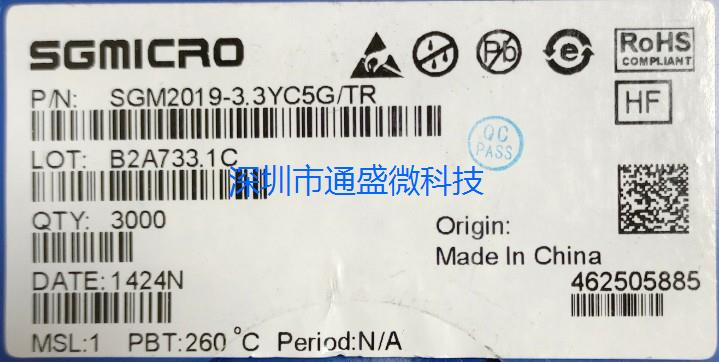 SGMICRO
Pb
e
RoHS
COMPLIANT
P/N: SGM2019-3.3YC5G/TR
HF
QC
PASS
LOT: B2A733.1C
深圳市通盛微科技
QTY: 3000
Origin:
Made In China
DATE:1424N
462505885
MSL:1 PBT:260 °C Period:N/A